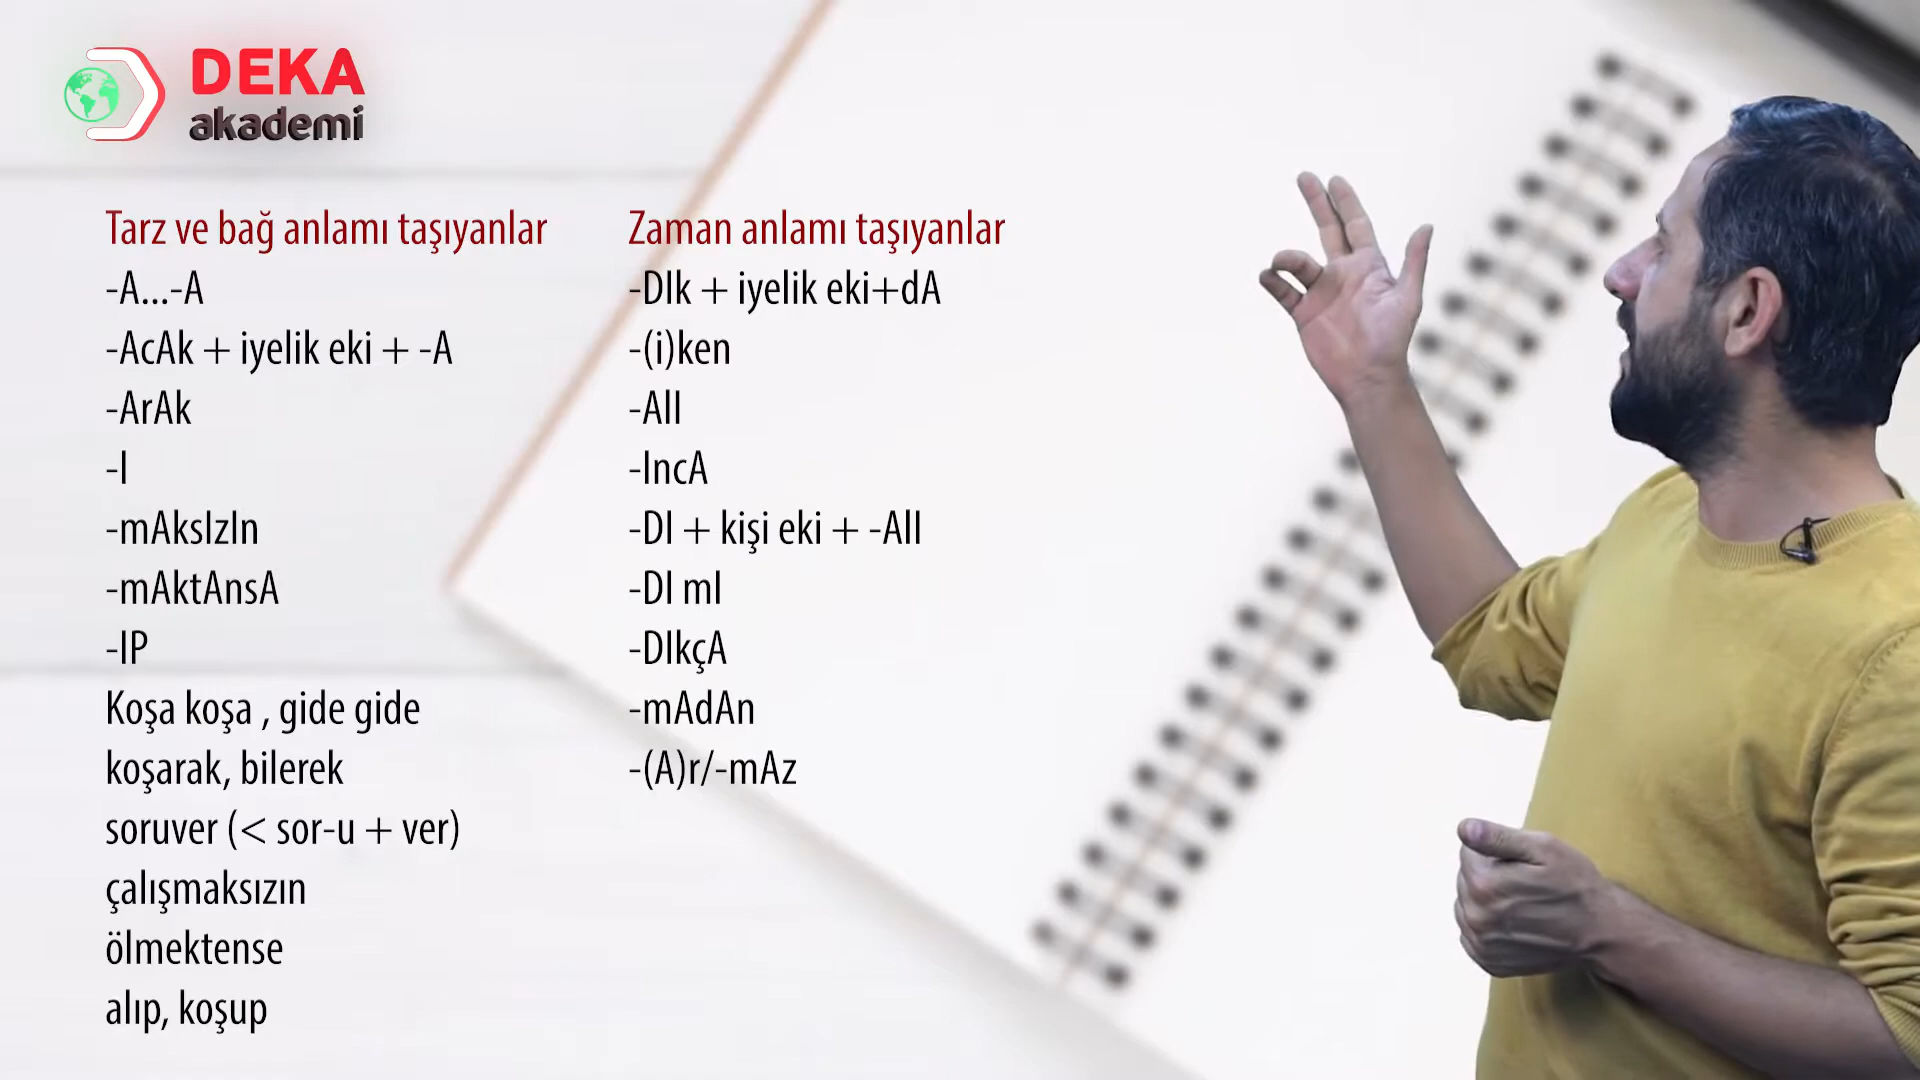 DEKA
akademi
Tarz ve bağ anlamı taşıyanlar
-A...-A
-AcAk + iyelik eki + -A
-ArAk
-I
-mAksIzIn
-mAktAnsA
-IP
Koşa koşa , gide gide
koşarak, bilerek
soruver (< sor-u + ver)
çalışmaksızın
ölmektense
alıp, koşup
Zaman anlamı taşıyanlar
-DIk + iyelik eki+dA
-(i)ken
-AlI
-IncA
-DI + kişi eki + -AlI
-DI mI
-DIkçA
-mAdAn
-(A)r/-mAz